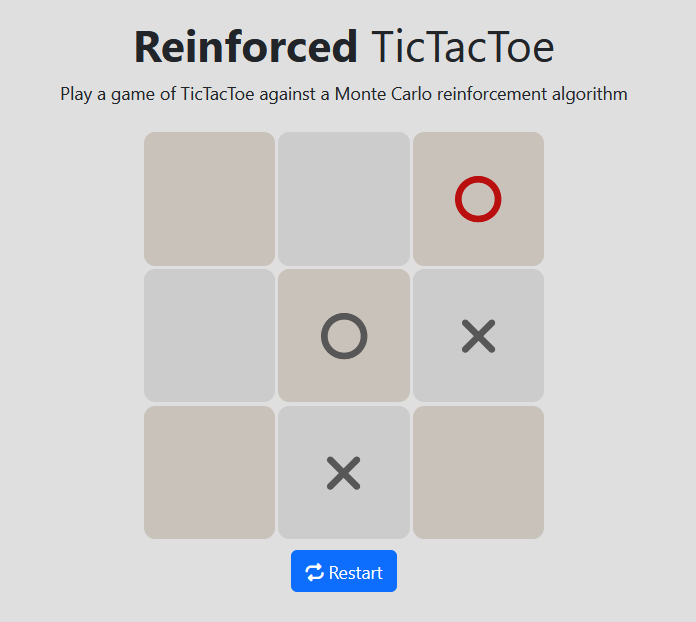 Reinforced TicTacToe
Play a game of TicTacToe against a Monte Carlo reinforcement algorithm
Restart